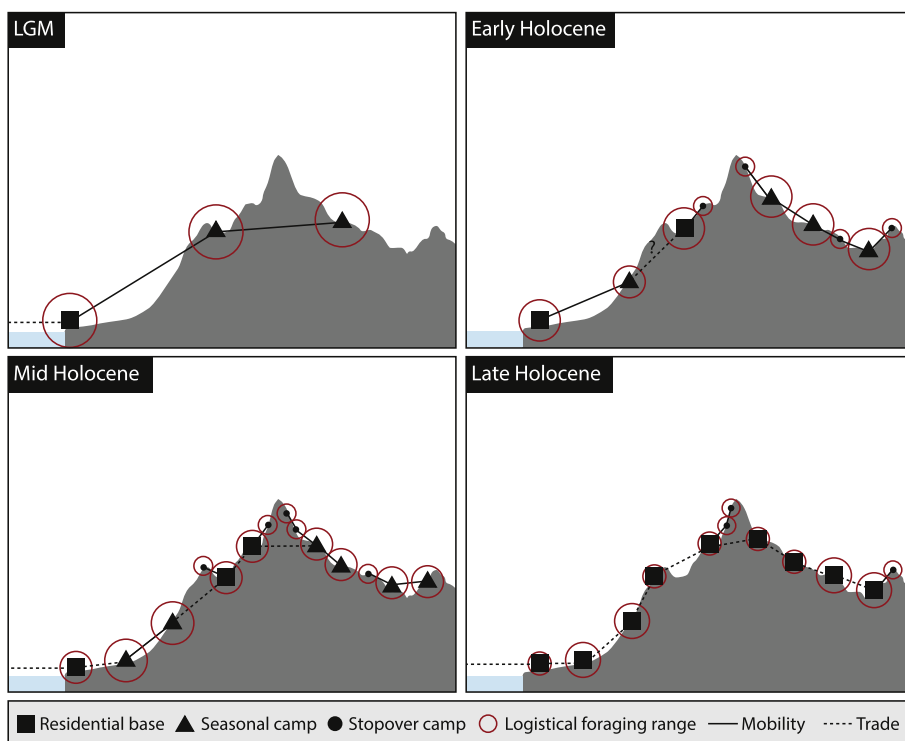 LGM
Early Holocene
?
Mid Holocene
Late Holocene
Residential base Seasonal camp Stopover camp Logistical foraging range Mobility Trade